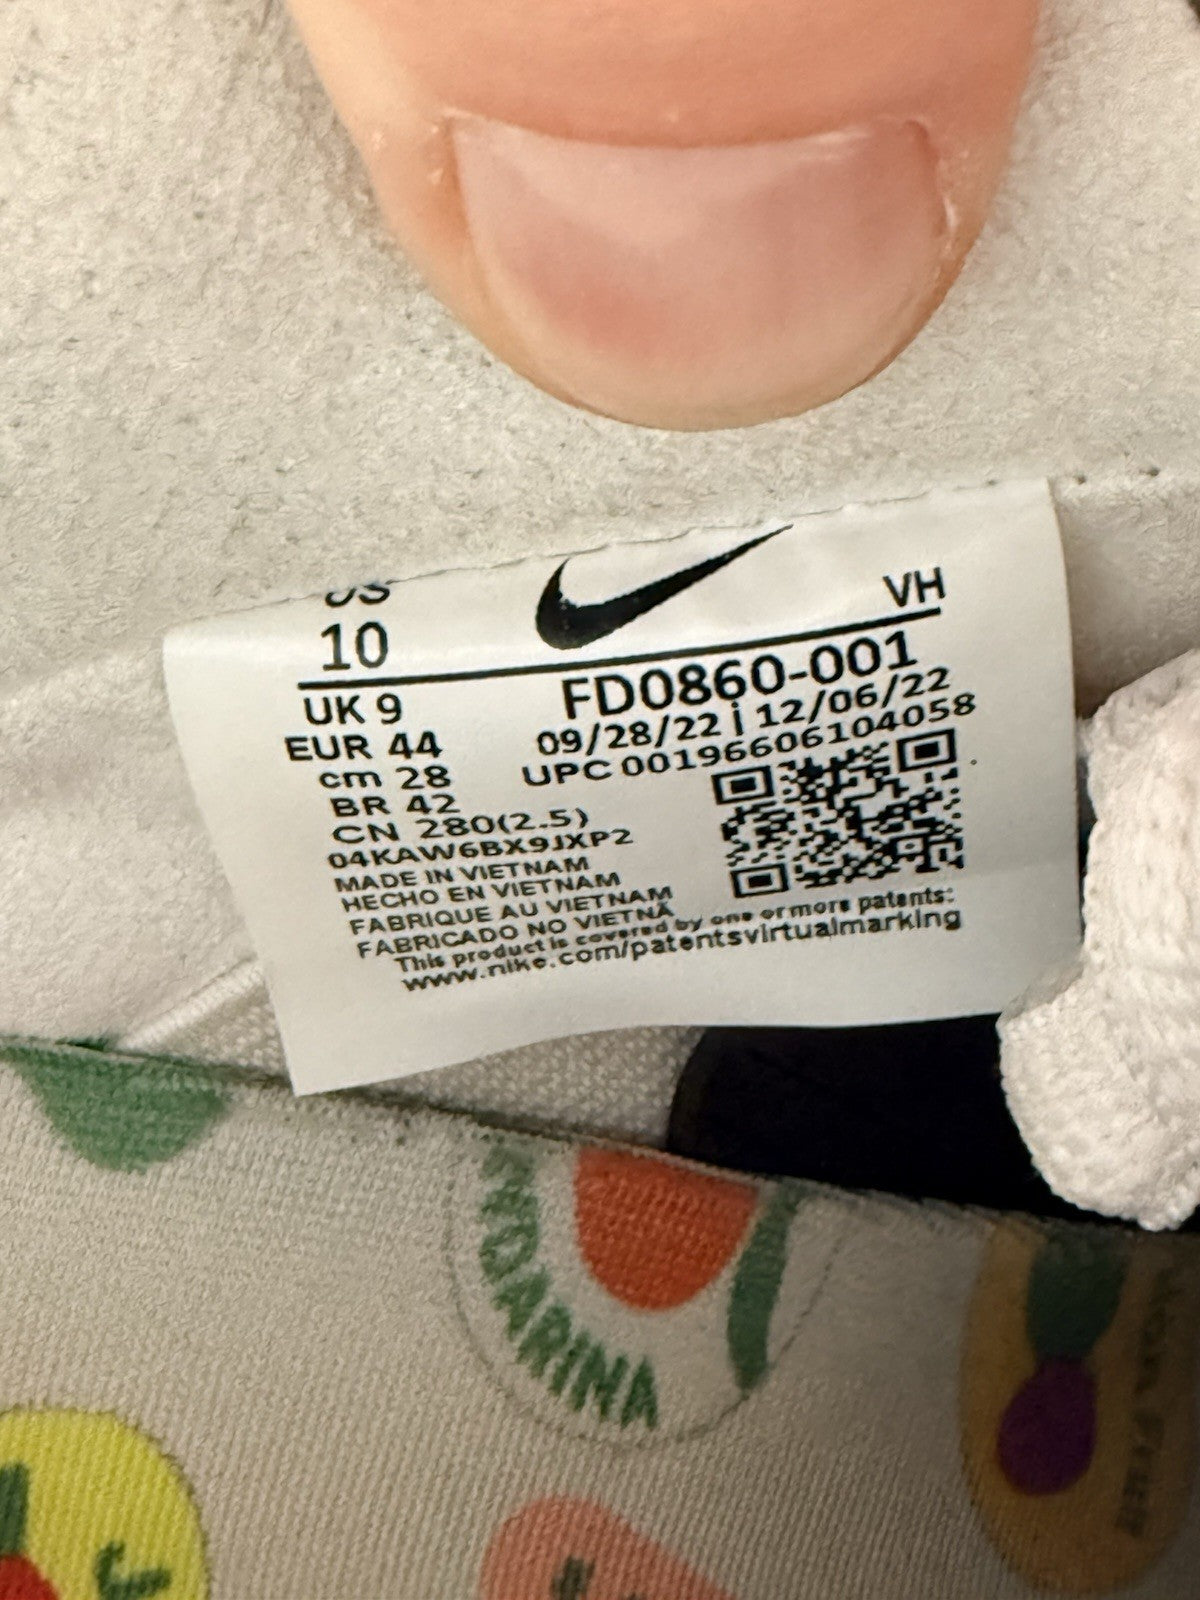 US
10
VH
UK 9
FD0860-001
EUR 44
09/28/22 | 12/06/22
cm 28
UPC 00196606104058
BR 42
CN 280(2.5)
04KAW6BX9JXP2
MADE IN VIETNAM
HECHO EN VIETNAM
FABRIQUE AU VIETNAM
FABRICADO NO VIETNÃ
This product is covered by one or more patents:
www.nike.com/patentsvirtualmarking